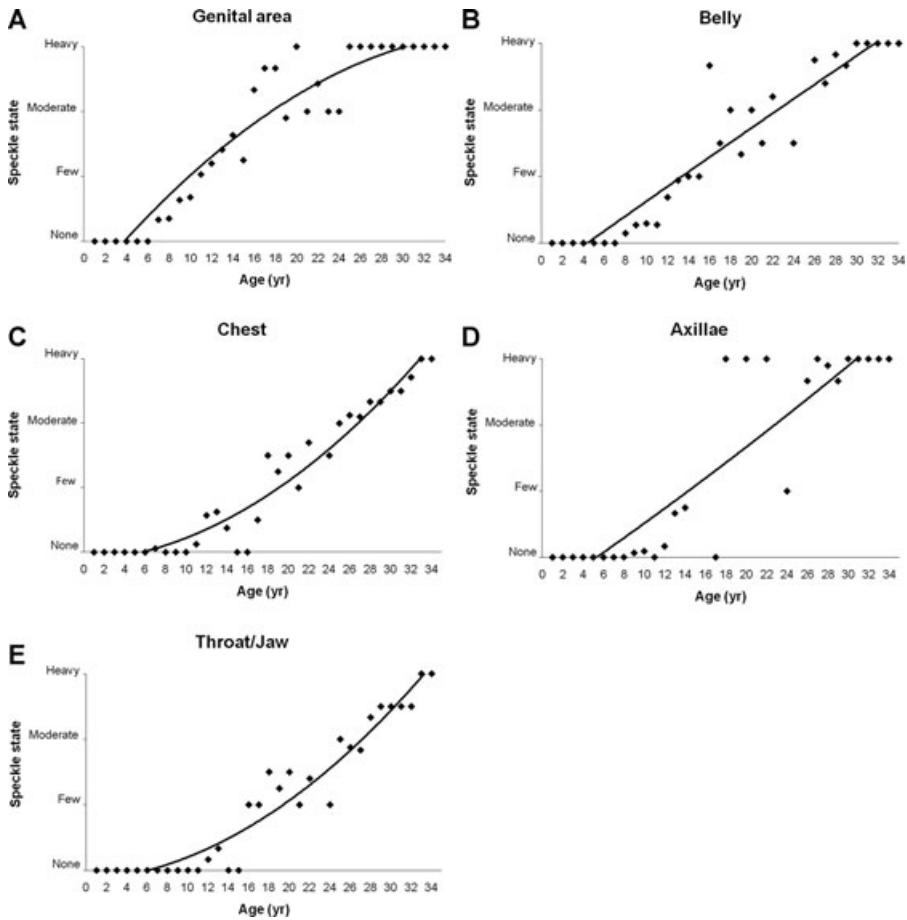 A
Genital area
Heavy
Moderate
Few
None
Speckle state
0 2 4 6 8 10 12 14 16 18 20 22 24 26 28 30 32 34
Age (yr)
B
Belly
Heavy
Moderate
Few
None
Speckle state
0 2 4 6 8 10 12 14 16 18 20 22 24 26 28 30 32 34
Age (yr)
C
Chest
Heavy
Moderate
Few
None
Speckle state
0 2 4 6 8 10 12 14 16 18 20 22 24 26 28 30 32 34
Age (yr)
D
Axillae
Heavy
Moderate
Few
None
Speckle state
0 2 4 6 8 10 12 14 16 18 20 22 24 26 28 30 32 34
Age (yr)
E
Throat/Jaw
Heavy
Moderate
Few
None
Speckle state
0 2 4 6 8 10 12 14 16 18 20 22 24 26 28 30 32 34
Age (yr)